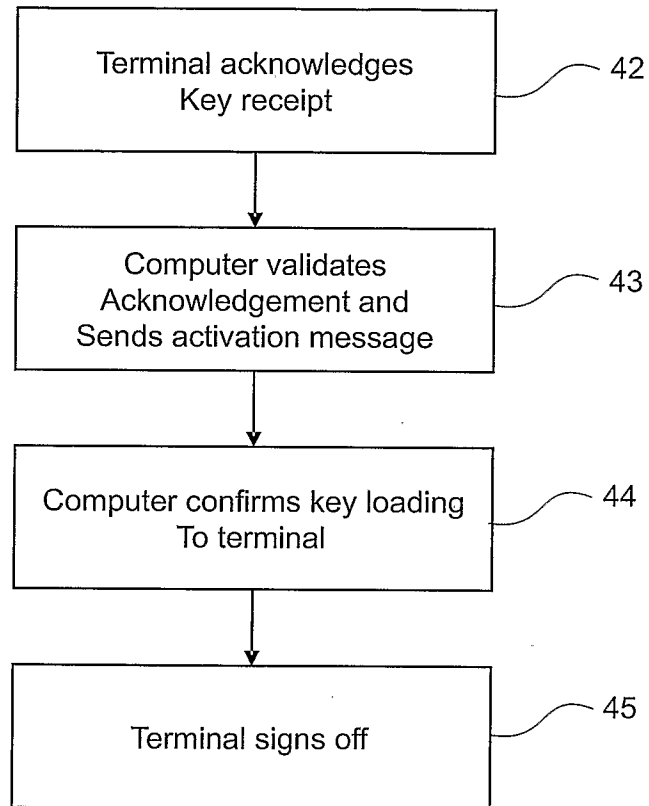 Terminal acknowledges
Key receipt
42
Computer validates
Acknowledgement and
Sends activation message
43
Computer confirms key loading
To terminal
44
Terminal signs off
45